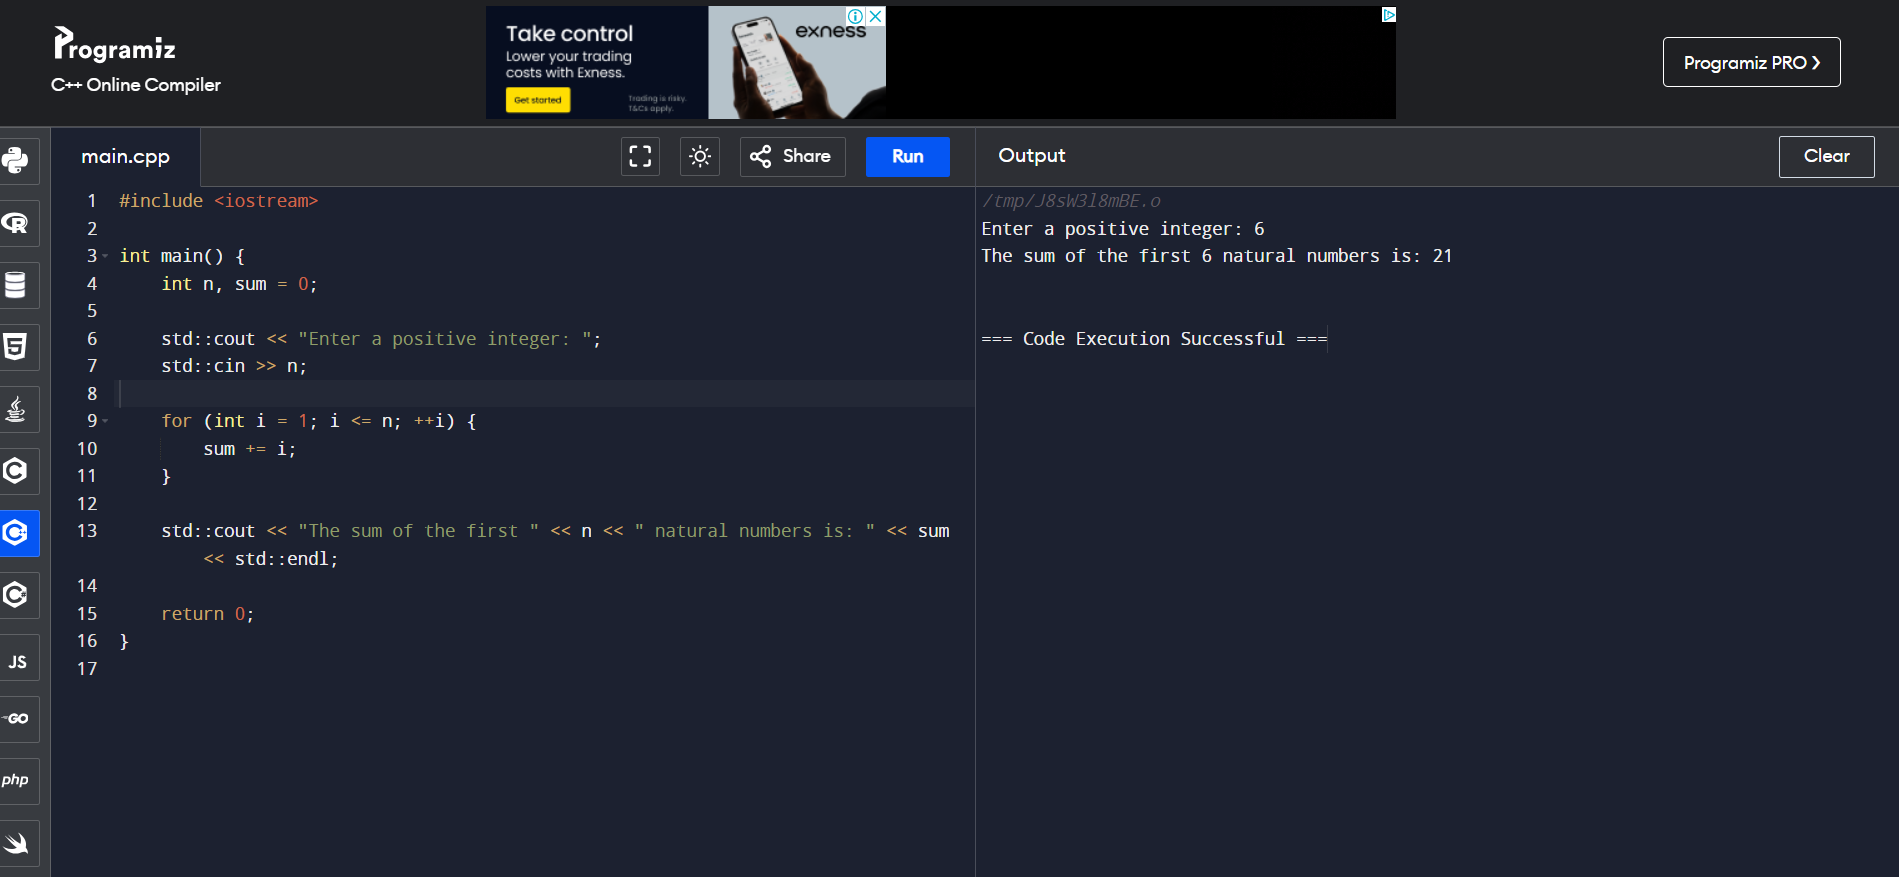 Programiz
C++ Online Compiler
Take control
Lower your trading
costs with Exness.
Get started
Trading is risky.
T&Cs apply.
exness
Programiz PRO ❯
main.cpp
Share
Run
Output
Clear
1 #include <iostream>
2
3 int main() {
4     int n, sum = 0;
5
6     std::cout << "Enter a positive integer: ";
7     std::cin >> n;
8
9     for (int i = 1; i <= n; ++i) {
10         sum += i;
11     }
12
13     std::cout << "The sum of the first " << n << " natural numbers is: " << sum
        << std::endl;
14
15     return 0;
16 }
17
/tmp/J8sW3l8mBE.o
Enter a positive integer: 6
The sum of the first 6 natural numbers is: 21
=== Code Execution Successful ===
R
5
C
C++
C#
JS
GO
php